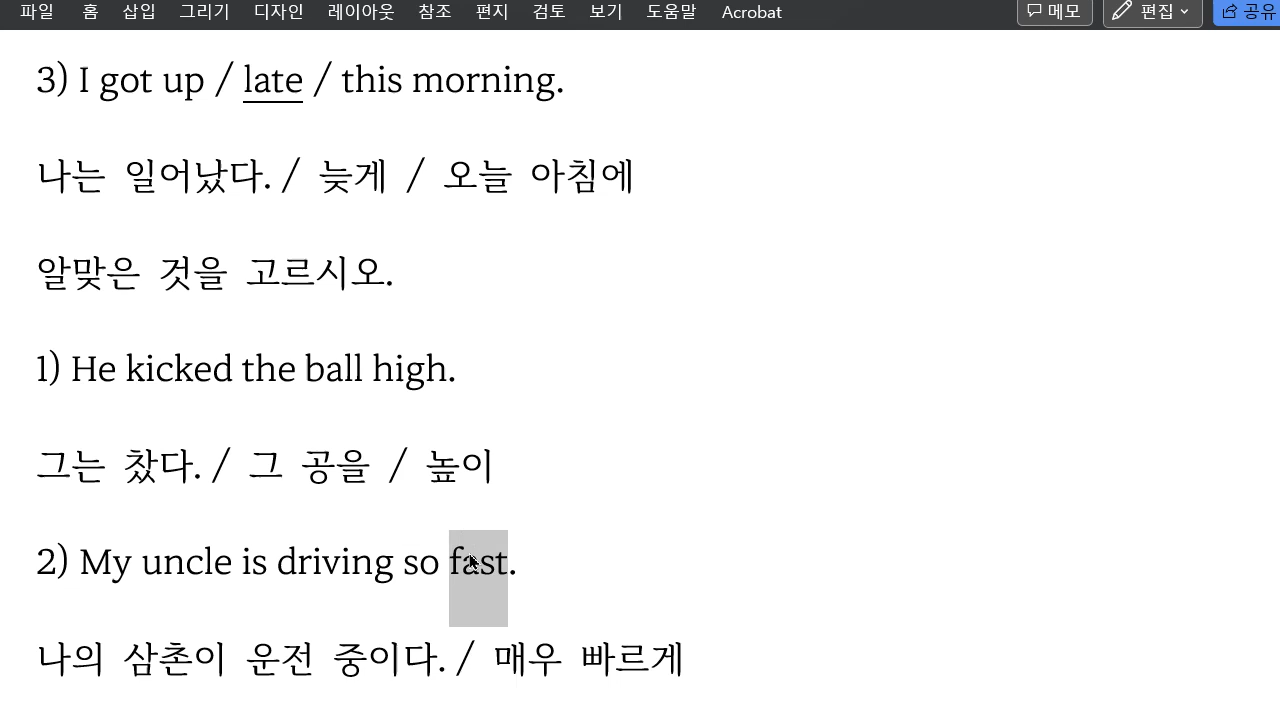 파일 홈 삽입 그리기 디자인 레이아웃 참조 편지 검토 보기 도움말 Acrobat 메모 편집 공유
3) I got up / late / this morning.
나는 일어났다. / 늦게 / 오늘 아침에
알맞은 것을 고르시오.
1) He kicked the ball high.
그는 찼다. / 그 공을 / 높이
2) My uncle is driving so fast.
나의 삼촌이 운전 중이다. / 매우 빠르게